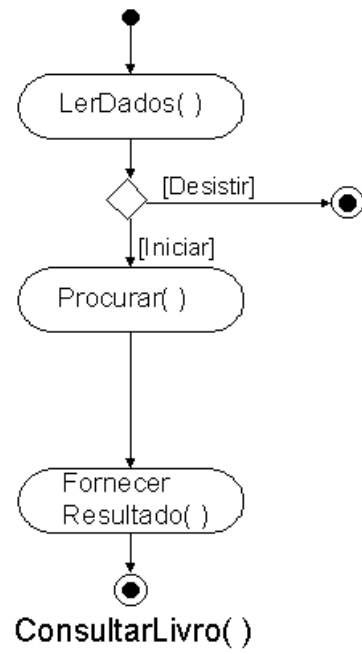 LerDados( )
[Desistir]
[Iniciar]
Procurar( )
Fornecer
Resultado( )
ConsultarLivro( )